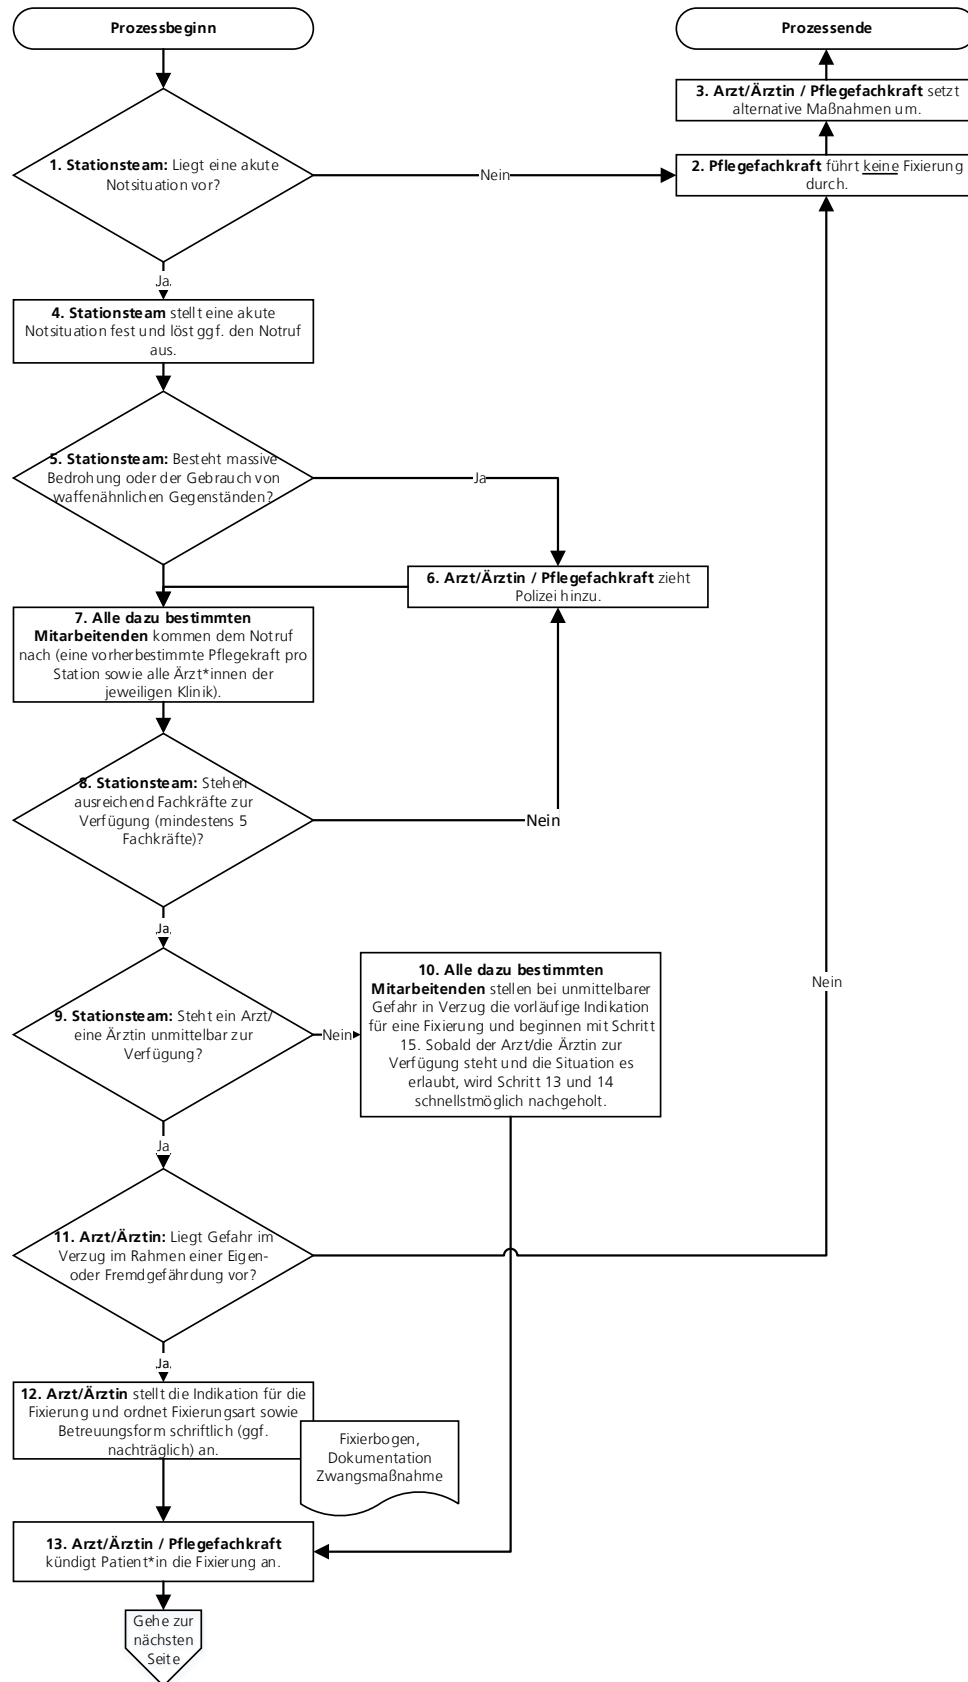 Prozessbeginn
Prozessende
3. Arzt/Ärztin / Pflegefachkraft setzt
alternative Maßnahmen um.
1. Stationsteam: Liegt eine akute
Notsituation vor?
Nein
2. Pflegefachkraft führt keine Fixierung
durch.
Ja
4. Stationsteam stellt eine akute
Notsituation fest und löst ggf. den Notruf
aus.
5. Stationsteam: Besteht massive
Bedrohung oder der Gebrauch von
waffenähnlichen Gegenständen?
Ja
6. Arzt/Ärztin / Pflegefachkraft zieht
Polizei hinzu.
7. Alle dazu bestimmten
Mitarbeitenden kommen dem Notruf
nach (eine vorherbestimmte Pflegekraft pro
Station sowie alle Ärzt*innen der
jeweiligen Klinik).
8. Stationsteam: Stehen
ausreichend Fachkräfte zur
Verfügung (mindestens 5
Fachkräfte)?
Nein
Ja
9. Stationsteam: Steht ein Arzt/
eine Ärztin unmittelbar zur
Verfügung?
Nein
10. Alle dazu bestimmten
Mitarbeitenden stellen bei unmittelbarer
Gefahr in Verzug die vorläufige Indikation
für eine Fixierung und beginnen mit Schritt
15. Sobald der Arzt/die Ärztin zur
Verfügung steht und die Situation es
erlaubt, wird Schritt 13 und 14
schnellstmöglich nachgeholt.
Nein
Ja
11. Arzt/Ärztin: Liegt Gefahr im
Verzug im Rahmen einer Eigen-
oder Fremdgefährdung vor?
Ja
12. Arzt/Ärztin stellt die Indikation für die
Fixierung und ordnet Fixierungsart sowie
Betreuungsform schriftlich (ggf.
nachträglich) an.
Fixierbogen,
Dokumentation
Zwangsmaßnahme
13. Arzt/Ärztin / Pflegefachkraft
kündigt Patient*in die Fixierung an.
Gehe zur
nächsten
Seite